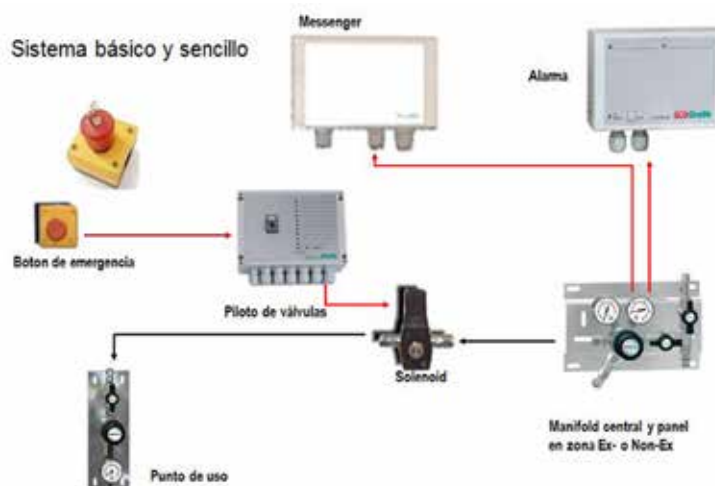 Messenger
Sistema básico y sencillo
Alarma
Boton de emergencia
Piloto de válvulas
Solenoid
Manifold central y panel
en zona Ex- o Non-Ex
Punto de uso